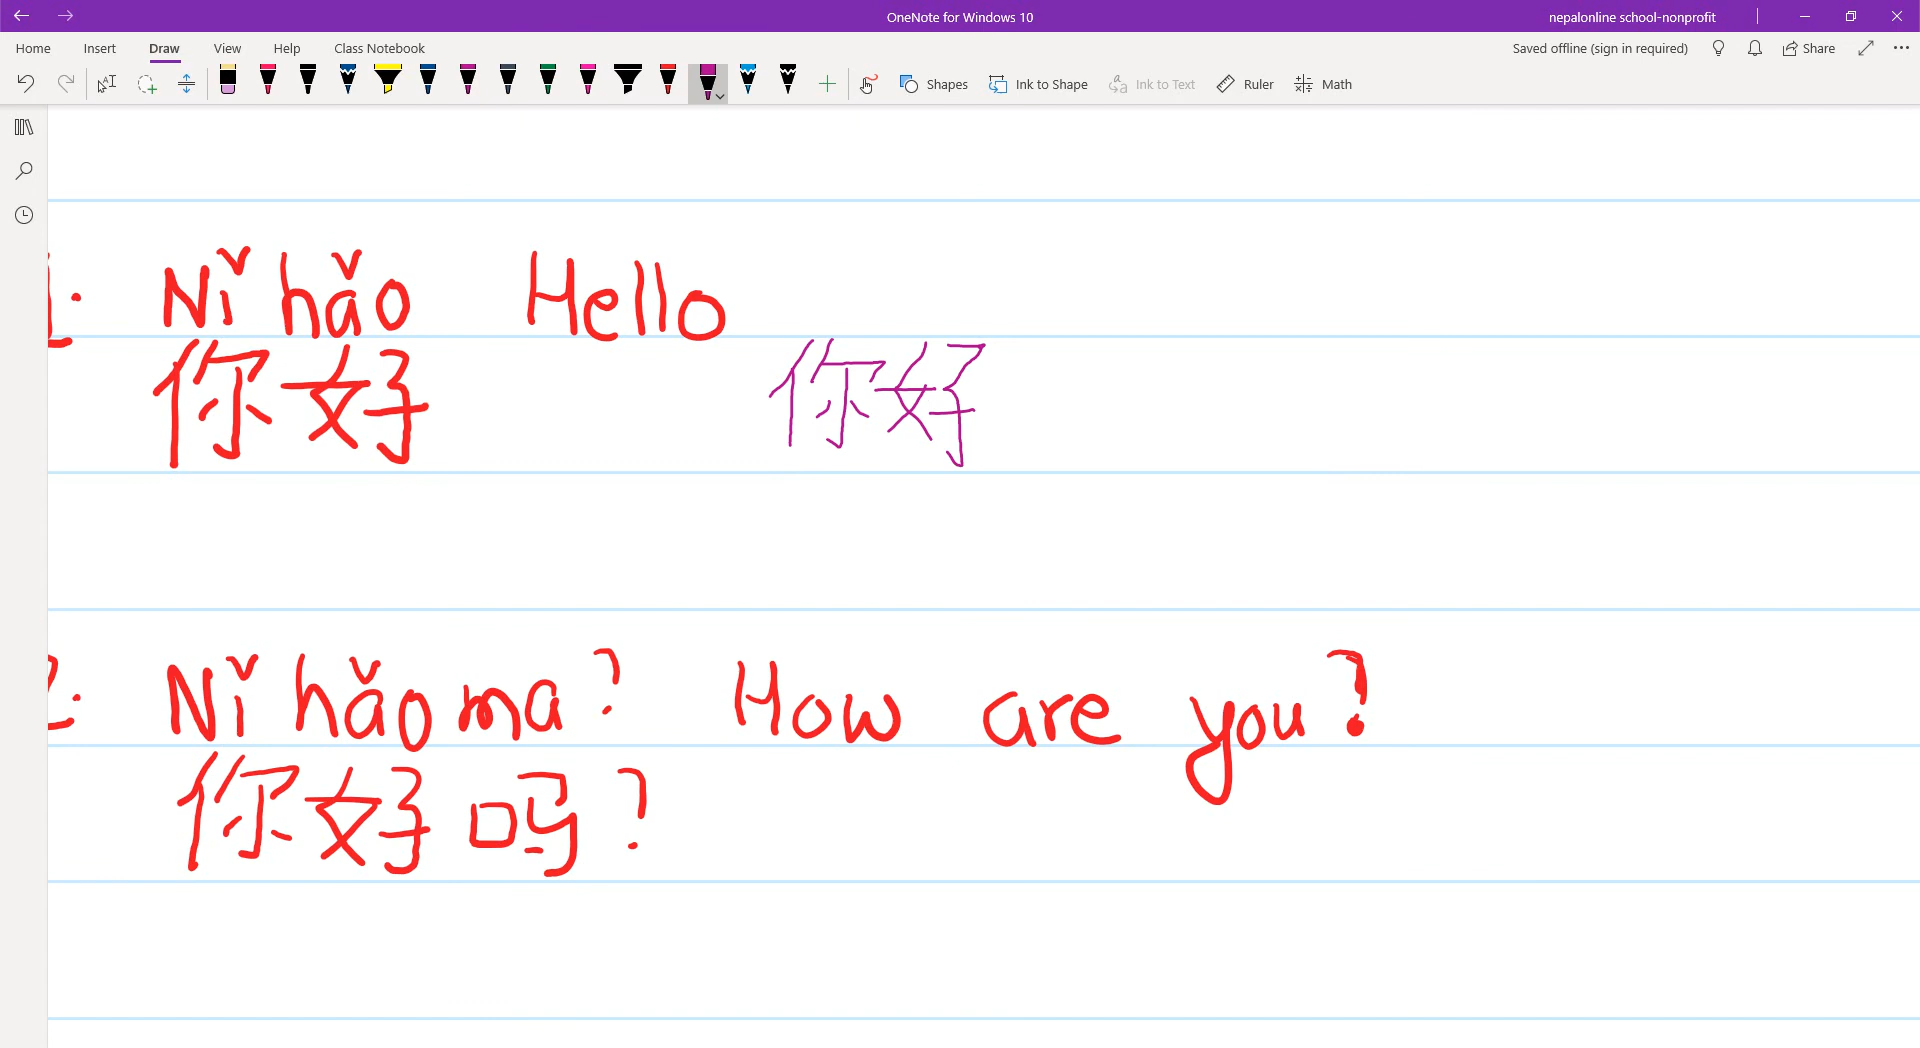 OneNote for Windows 10
nepalonline school-nonprofit
Home Insert Draw View Help Class Notebook
Saved offline (sign in required) Share
Shapes Ink to Shape Ink to Text Ruler Math
1: Nǐ hǎo Hello
你好 你好
2: Nǐ hǎo ma? How are you?
你好吗?